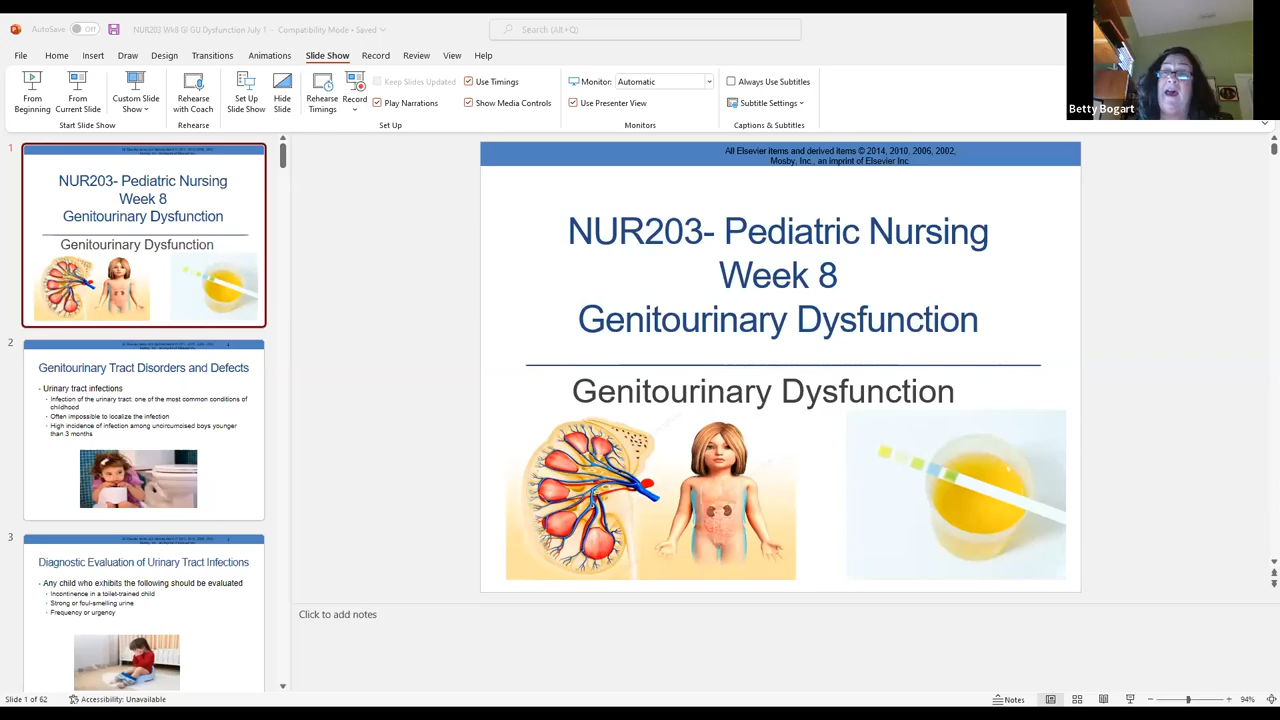 AutoSave Off NUR203 Wk8 GI GU Dysfunction July 1 - Compatibility Mode • Saved Search (Alt+Q)
File Home Insert Draw Design Transitions Animations Slide Show Record Review View Help
From Beginning
From Current Slide
Custom Slide Show
Start Slide Show
Rehearse with Coach
Rehearse
Set Up Slide Show
Hide Slide
Rehearse Timings
Record
Keep Slides Updated
Play Narrations
Use Timings
Show Media Controls
Set Up
Monitor: Automatic
Use Presenter View
Monitors
Always Use Subtitles
Subtitle Settings
Captions & Subtitles
Betty Bogart
1
NUR203- Pediatric Nursing
Week 8
Genitourinary Dysfunction
Genitourinary Dysfunction
2
Genitourinary Tract Disorders and Defects
Urinary tract infections
Infection of the urinary tract: one of the most common conditions of
childhood
Often impossible to localize the infection
High incidence of infection among uncircumcised boys younger
than 3 months
3
Diagnostic Evaluation of Urinary Tract Infections
Any child who exhibits the following should be evaluated
Incontinence in a toilet-trained child
Strong or foul-smelling urine
Frequency or urgency
All Elsevier items and derived items © 2014, 2010, 2006, 2002,
Mosby, Inc., an imprint of Elsevier Inc.
NUR203- Pediatric Nursing
Week 8
Genitourinary Dysfunction
Genitourinary Dysfunction
Click to add notes
Slide 1 of 62 Accessibility: Unavailable Notes 94%